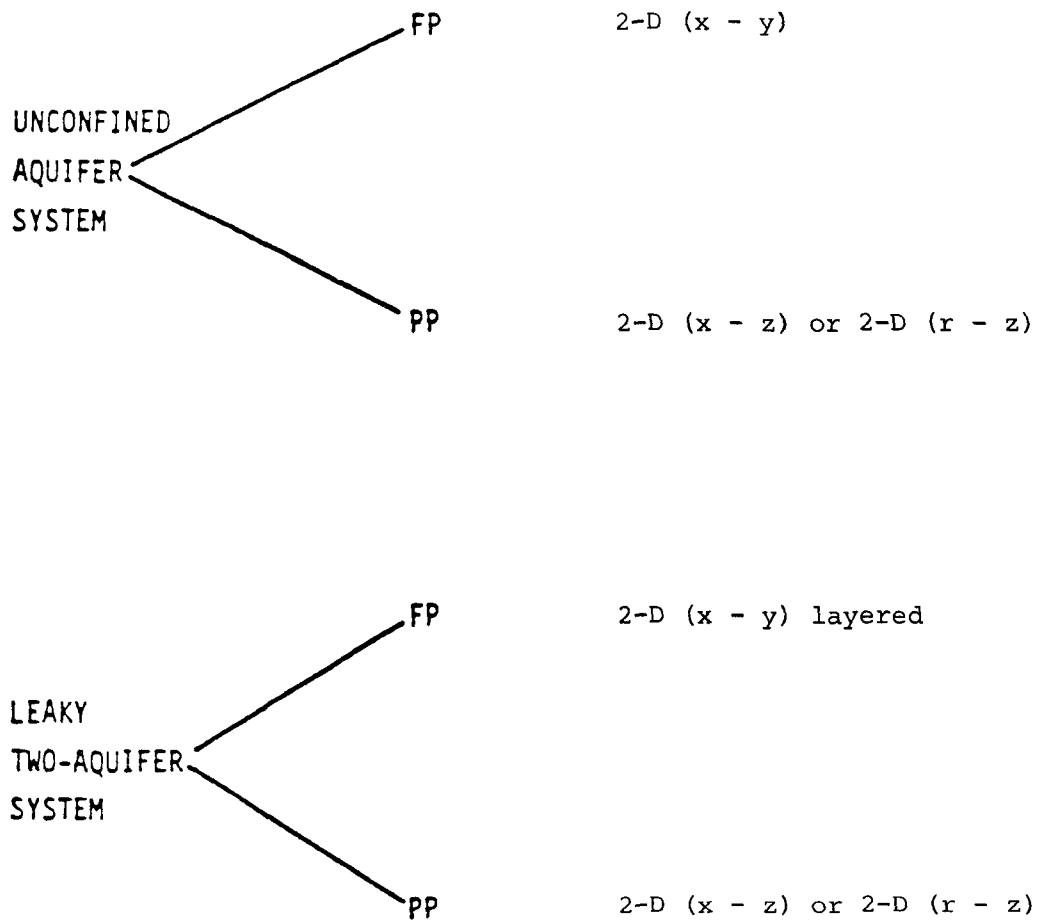 FP 2-D (x - y)
UNCONFINED
AQUIFER
SYSTEM
PP 2-D (x - z) or 2-D (r - z)
FP 2-D (x - y) layered
LEAKY
TWO-AQUIFER
SYSTEM
PP 2-D (x - z) or 2-D (r - z)